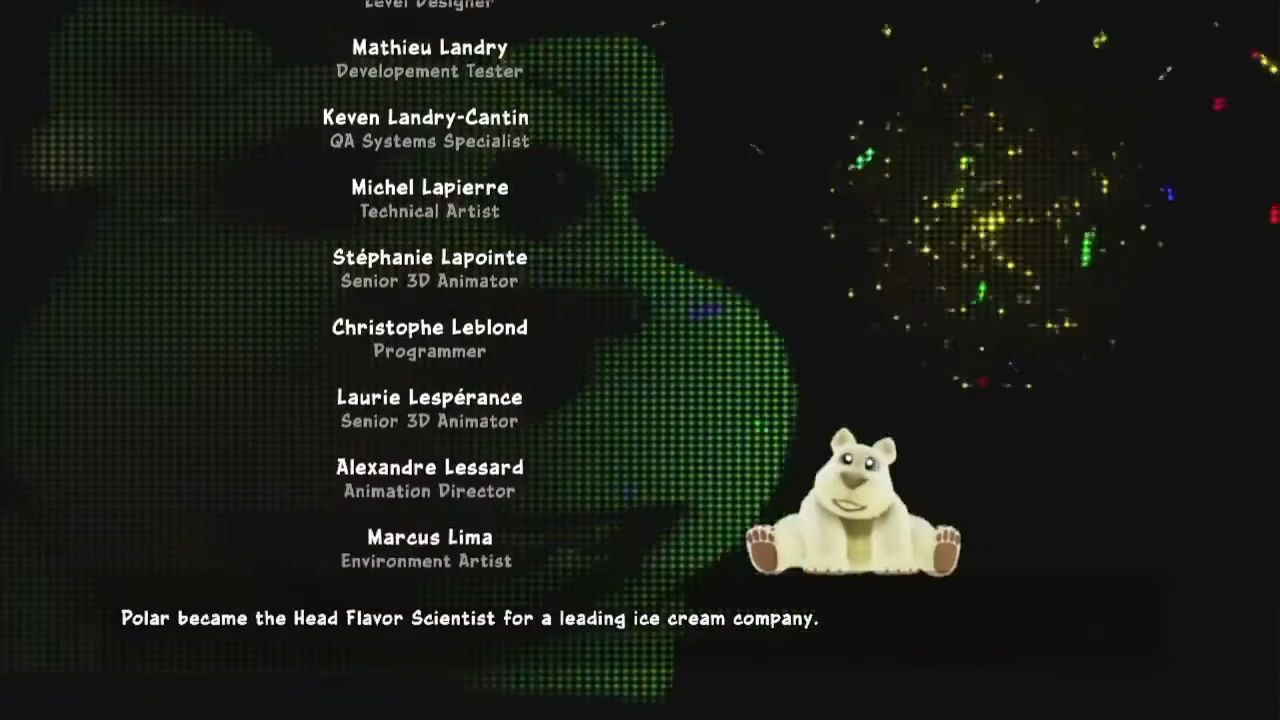 Level Designer
Mathieu Landry
Developement Tester
Keven Landry-Cantin
QA Systems Specialist
Michel Lapierre
Technical Artist
Stéphanie Lapointe
Senior 3D Animator
Christophe Leblond
Programmer
Laurie Lespérance
Senior 3D Animator
Alexandre Lessard
Animation Director
Marcus Lima
Environment Artist
Polar became the Head Flavor Scientist for a leading ice cream company.